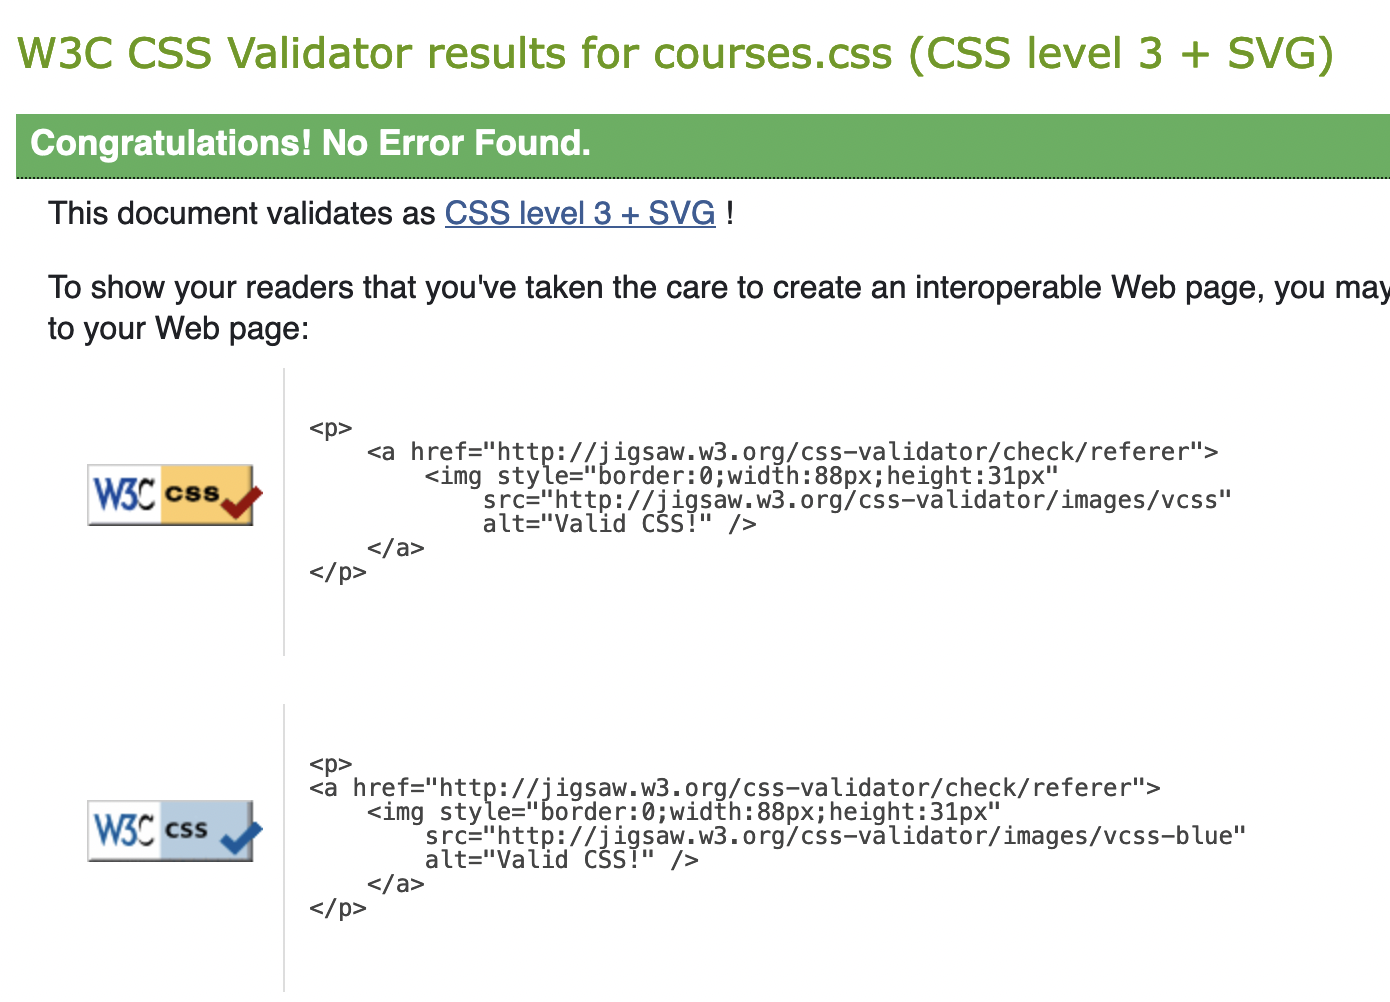 W3C CSS Validator results for courses.css (CSS level 3 + SVG)
Congratulations! No Error Found.
This document validates as CSS level 3 + SVG !
To show your readers that you've taken the care to create an interoperable Web page, you may
to your Web page:
<p>
    <a href="http://jigsaw.w3.org/css-validator/check/referer">
        <img style="border:0;width:88px;height:31px"
            src="http://jigsaw.w3.org/css-validator/images/vcss"
            alt="Valid CSS!" />
    </a>
</p>
W3C css
<p>
<a href="http://jigsaw.w3.org/css-validator/check/referer">
    <img style="border:0;width:88px;height:31px"
        src="http://jigsaw.w3.org/css-validator/images/vcss-blue"
        alt="Valid CSS!" />
    </a>
</p>
W3C css